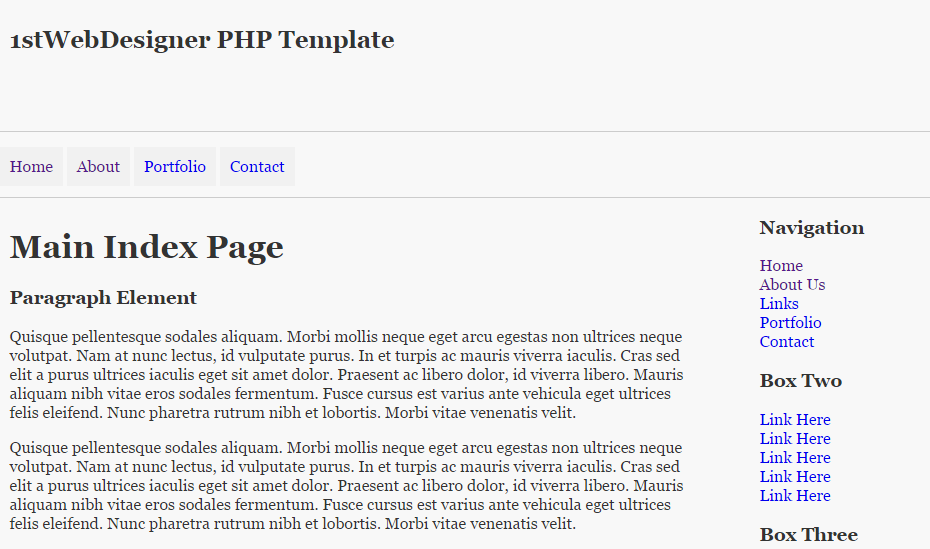 1stWebDesigner PHP Template
Home About Portfolio Contact
Main Index Page
Paragraph Element
Quisque pellentesque sodales aliquam. Morbi mollis neque eget arcu egestas non ultrices neque
volutpat. Nam at nunc lectus, id vulputate purus. In et turpis ac mauris viverra iaculis. Cras sed
elit a purus ultrices iaculis eget sit amet dolor. Praesent ac libero dolor, id viverra libero. Mauris
aliquam nibh vitae eros sodales fermentum. Fusce cursus est varius ante vehicula eget ultrices
felis eleifend. Nunc pharetra rutrum nibh et lobortis. Morbi vitae venenatis velit.
Quisque pellentesque sodales aliquam. Morbi mollis neque eget arcu egestas non ultrices neque
volutpat. Nam at nunc lectus, id vulputate purus. In et turpis ac mauris viverra iaculis. Cras sed
elit a purus ultrices iaculis eget sit amet dolor. Praesent ac libero dolor, id viverra libero. Mauris
aliquam nibh vitae eros sodales fermentum. Fusce cursus est varius ante vehicula eget ultrices
felis eleifend. Nunc pharetra rutrum nibh et lobortis. Morbi vitae venenatis velit.
Navigation
Home
About Us
Links
Portfolio
Contact
Box Two
Link Here
Link Here
Link Here
Link Here
Link Here
Box Three